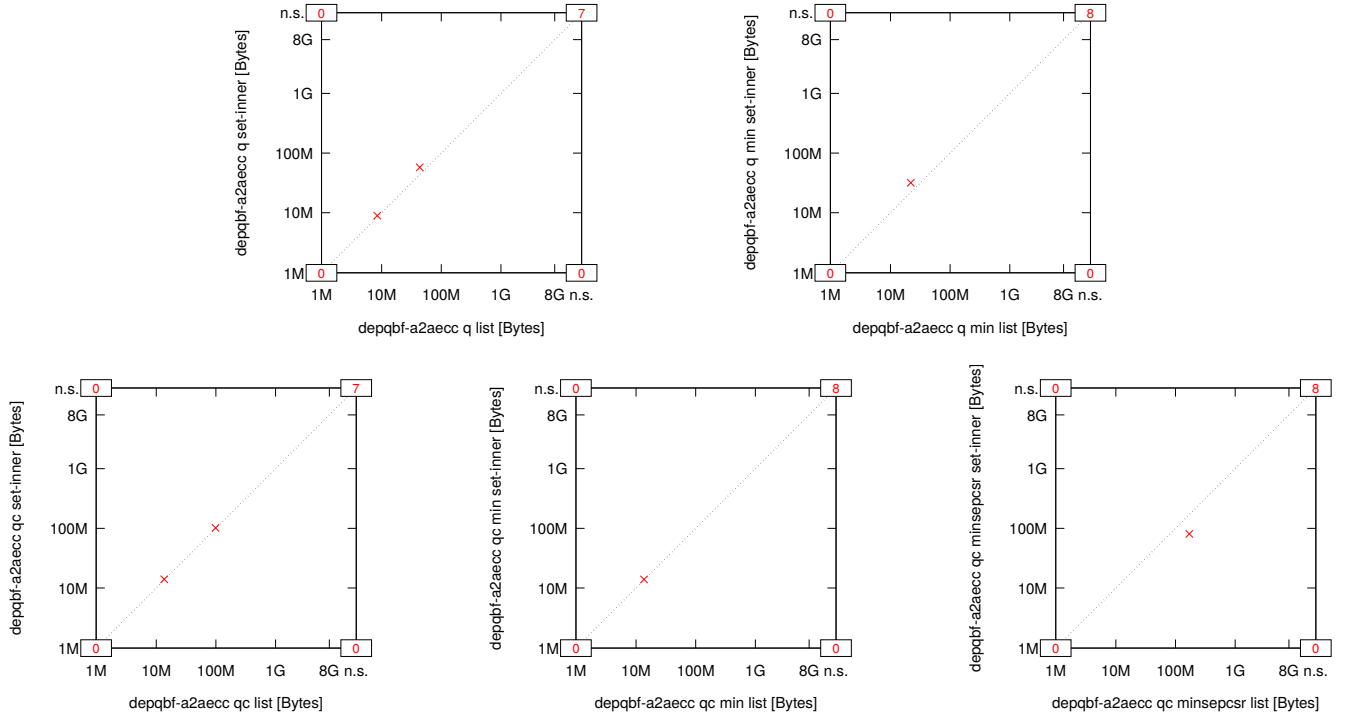 n.s. 0 7
8G
1G
100M
10M
1M 0 0
1M 10M 100M 1G 8G n.s.
depqbf-a2aecc q set-inner [Bytes]
depqbf-a2aecc q list [Bytes]
n.s. 0 8
8G
1G
100M
10M
1M 0 0
1M 10M 100M 1G 8G n.s.
depqbf-a2aecc q min set-inner [Bytes]
depqbf-a2aecc q min list [Bytes]
n.s. 0 7
8G
1G
100M
10M
1M 0 0
1M 10M 100M 1G 8G n.s.
depqbf-a2aecc qc set-inner [Bytes]
depqbf-a2aecc qc list [Bytes]
n.s. 0 8
8G
1G
100M
10M
1M 0 0
1M 10M 100M 1G 8G n.s.
depqbf-a2aecc qc min set-inner [Bytes]
depqbf-a2aecc qc min list [Bytes]
n.s. 0 8
8G
1G
100M
10M
1M 0 0
1M 10M 100M 1G 8G n.s.
depqbf-a2aecc qc minsepcsr set-inner [Bytes]
depqbf-a2aecc qc minsepcsr list [Bytes]